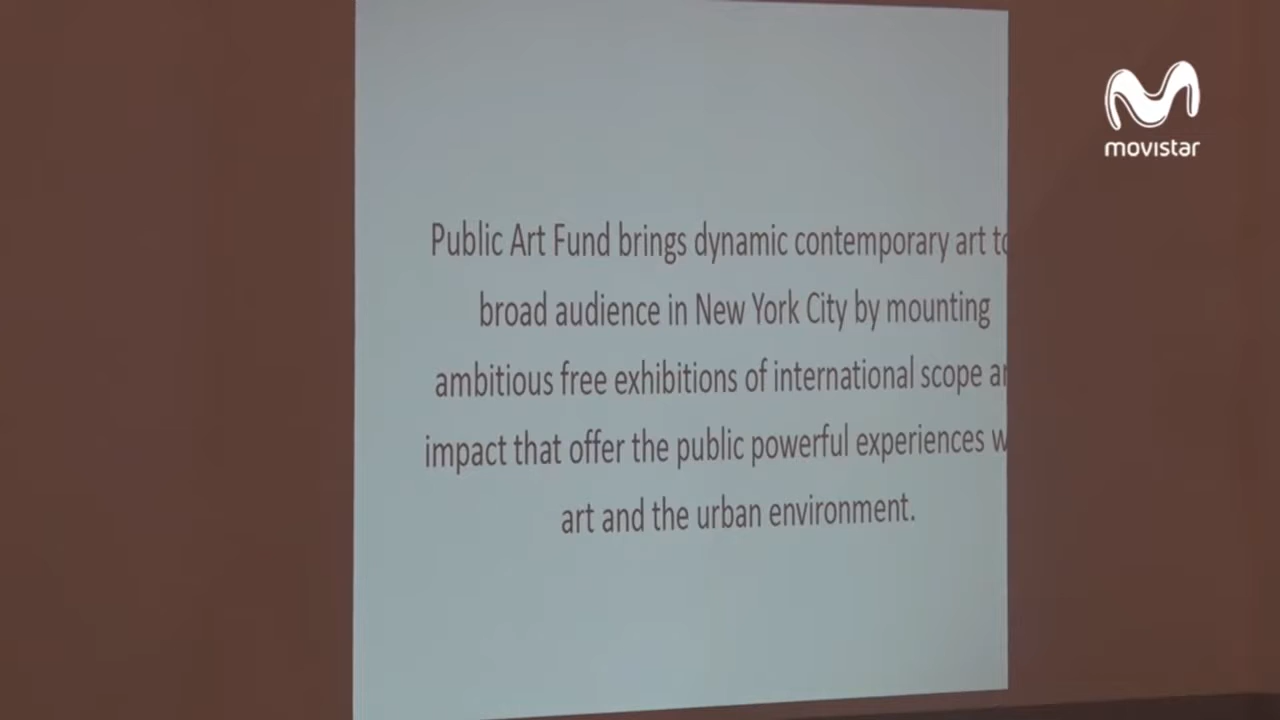 Public Art Fund brings dynamic contemporary art to
broad audience in New York City by mounting
ambitious free exhibitions of international scope
impact that offer the public powerful experiences
art and the urban environment.
movistar